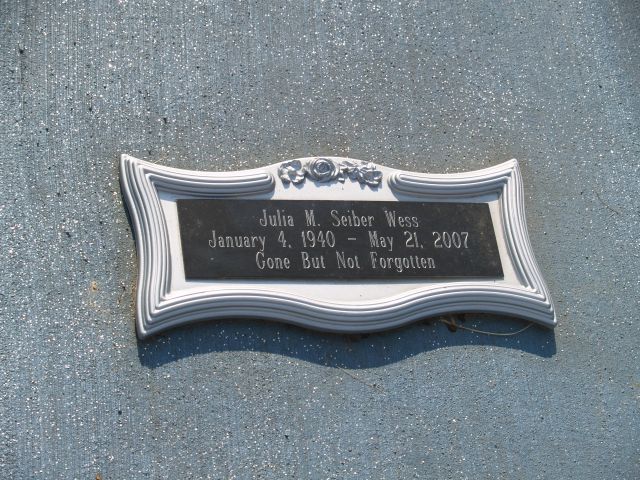 Julia M. Seiber Wess
January 4, 1940 - May 21, 2007
Gone But Not Forgotten